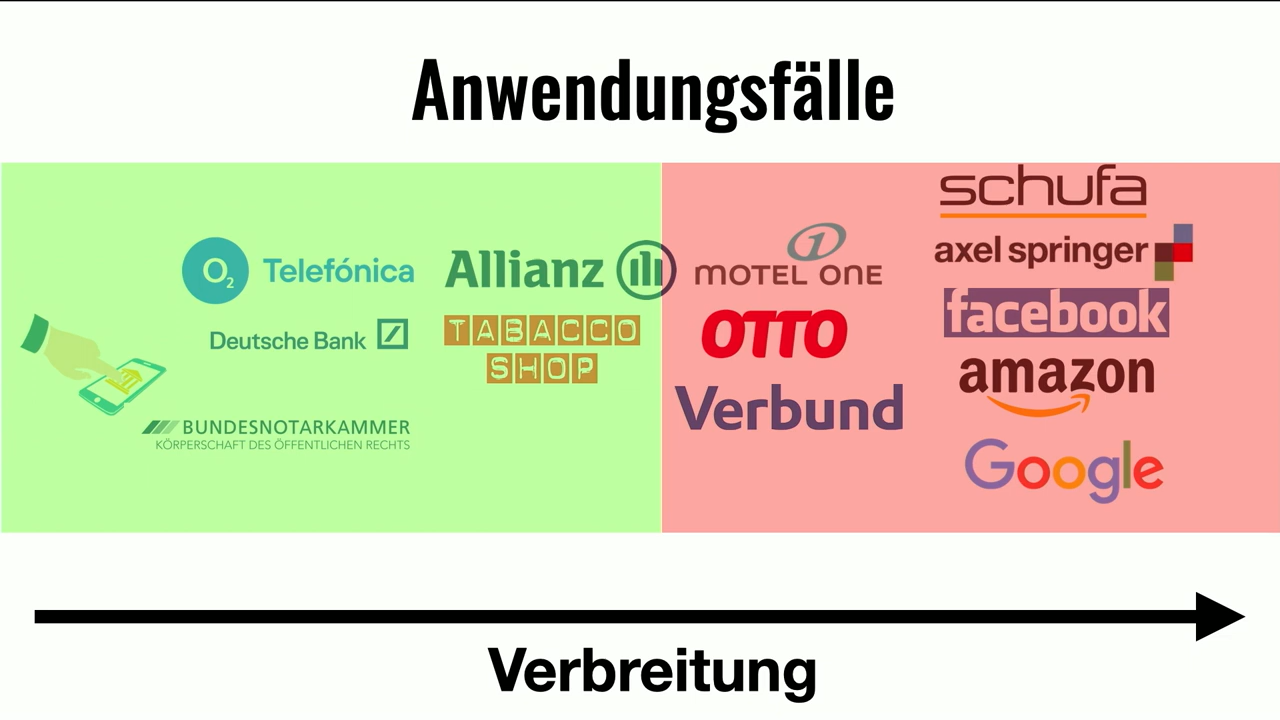 Anwendungsfälle
O2 Telefónica
Deutsche Bank
BUNDESNOTARKAMMER
KÖRPERSCHAFT DES ÖFFENTLICHEN RECHTS
Allianz
TABACCO
SHOP
1
MOTEL ONE
OTTO
Verbund
schufa
axel springer
facebook
amazon
Google
Verbreitung